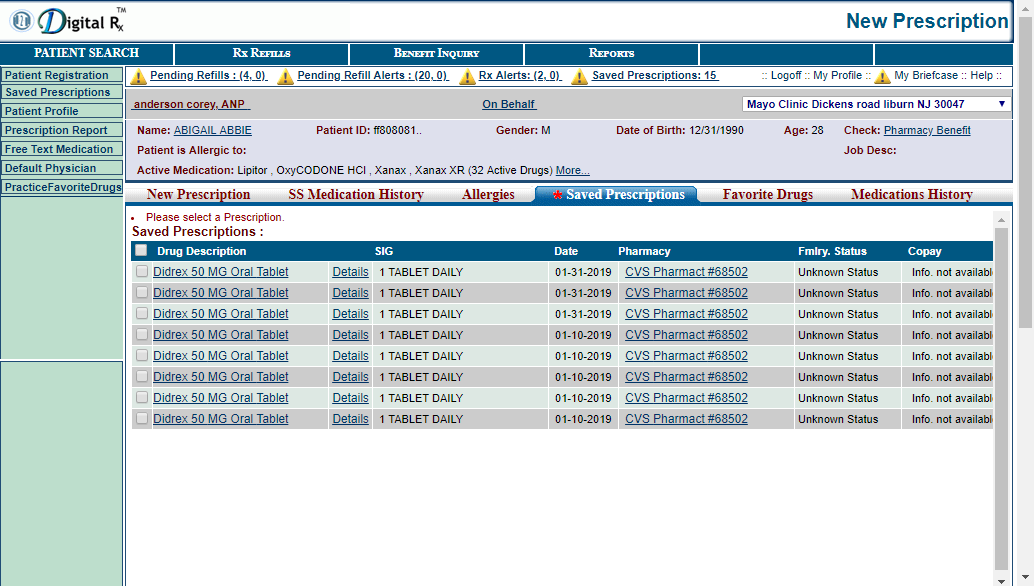 Digital Rx TM
New Prescription
PATIENT SEARCH RX REFILLS BENEFIT INQUIRY REPORTS
Patient Registration
Saved Prescriptions
Patient Profile
Prescription Report
Free Text Medication
Default Physician
PracticeFavoriteDrugs
Pending Refills : (4, 0) Pending Refill Alerts : (20, 0) Rx Alerts: (2, 0) Saved Prescriptions: 15 :: Logoff :: My Profile :: My Briefcase :: Help ::
anderson corey, ANP On Behalf Mayo Clinic Dickens road liburn NJ 30047
Name: ABIGAIL ABBIE Patient ID: ff808081.. Gender: M Date of Birth: 12/31/1990 Age: 28 Check: Pharmacy Benefit
Patient is Allergic to: Job Desc:
Active Medication: Lipitor , OxyCODONE HCl , Xanax , Xanax XR (32 Active Drugs) More...
New Prescription SS Medication History Allergies * Saved Prescriptions Favorite Drugs Medications History
• Please select a Prescription.
Saved Prescriptions :
Drug Description SIG Date Pharmacy Fmlry. Status Copay
Didrex 50 MG Oral Tablet Details 1 TABLET DAILY 01-31-2019 CVS Pharmact #68502 Unknown Status Info. not availabl
Didrex 50 MG Oral Tablet Details 1 TABLET DAILY 01-31-2019 CVS Pharmact #68502 Unknown Status Info. not availabl
Didrex 50 MG Oral Tablet Details 1 TABLET DAILY 01-31-2019 CVS Pharmact #68502 Unknown Status Info. not availabl
Didrex 50 MG Oral Tablet Details 1 TABLET DAILY 01-10-2019 CVS Pharmact #68502 Unknown Status Info. not availabl
Didrex 50 MG Oral Tablet Details 1 TABLET DAILY 01-10-2019 CVS Pharmact #68502 Unknown Status Info. not availabl
Didrex 50 MG Oral Tablet Details 1 TABLET DAILY 01-10-2019 CVS Pharmact #68502 Unknown Status Info. not availabl
Didrex 50 MG Oral Tablet Details 1 TABLET DAILY 01-10-2019 CVS Pharmact #68502 Unknown Status Info. not availabl
Didrex 50 MG Oral Tablet Details 1 TABLET DAILY 01-10-2019 CVS Pharmact #68502 Unknown Status Info. not availabl